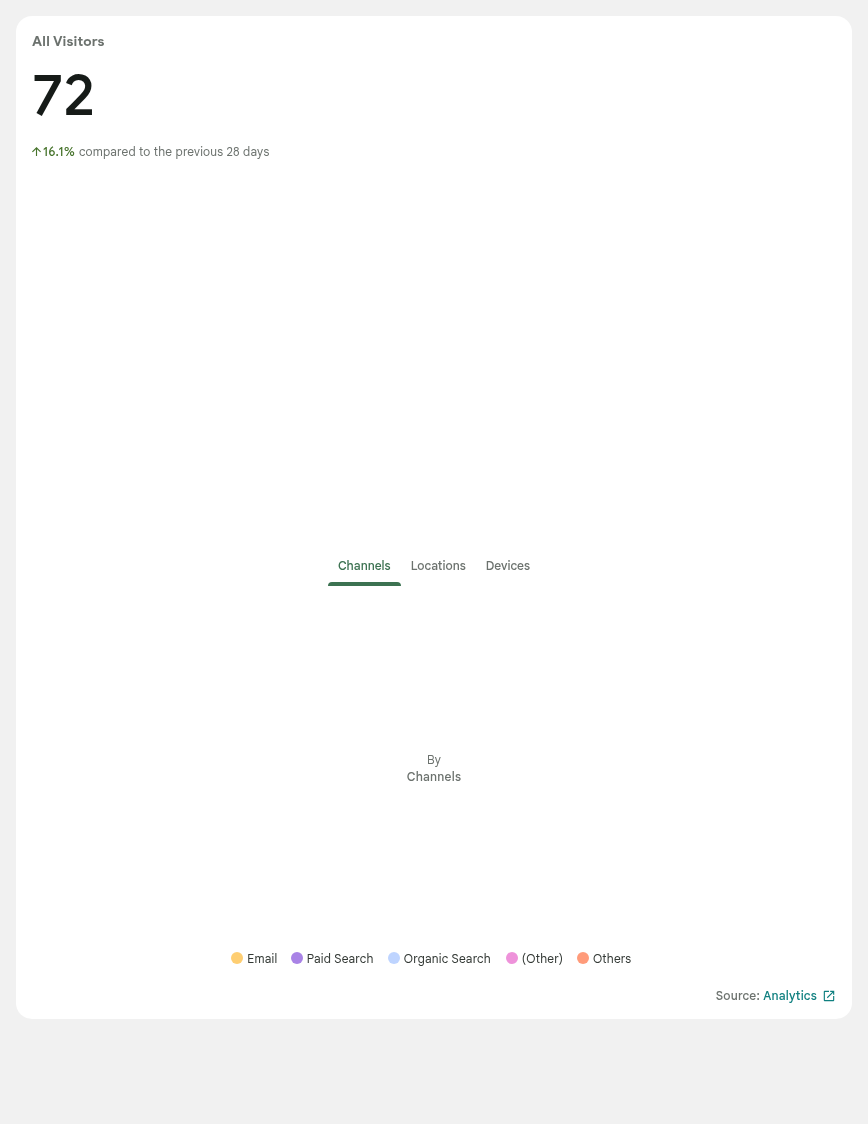 All Visitors
72
↑16.1% compared to the previous 28 days
Channels Locations Devices
By
Channels
Email Paid Search Organic Search (Other) Others
Source: Analytics